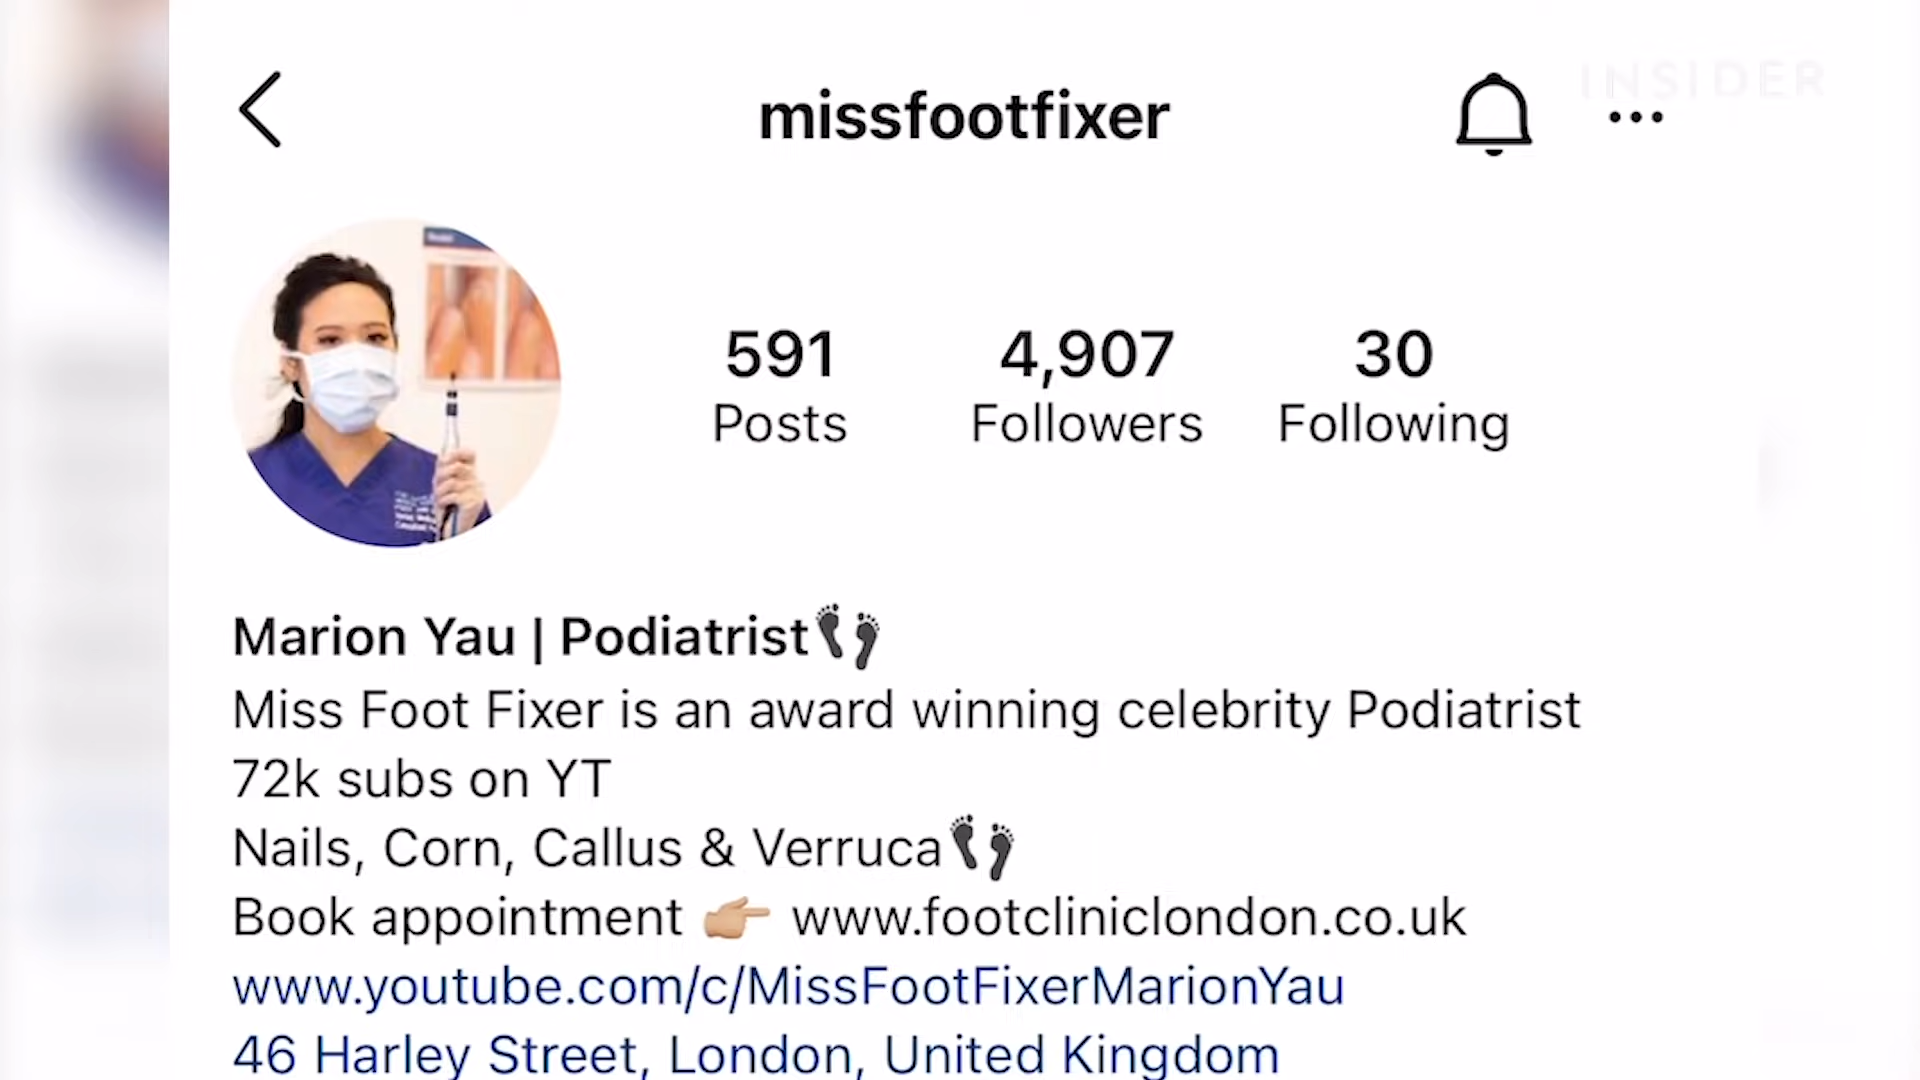 INSIDER
missfootfixer
591 4,907 30
Posts Followers Following
Marion Yau | Podiatrist👣
Miss Foot Fixer is an award winning celebrity Podiatrist
72k subs on YT
Nails, Corn, Callus & Verruca👣
Book appointment 👉🏼 www.footcliniclondon.co.uk
www.youtube.com/c/MissFootFixerMarionYau
46 Harley Street, London, United Kingdom